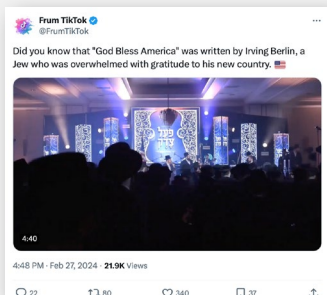 Frum TikTok
@FrumTikTok
Did you know that "God Bless America" was written by Irving Berlin, a
Jew who was overwhelmed with gratitude to his new country. 🇺🇸
פועל
צדק
4:40
4:48 PM · Feb 27, 2024 · 21.9K Views
22 80 340 37